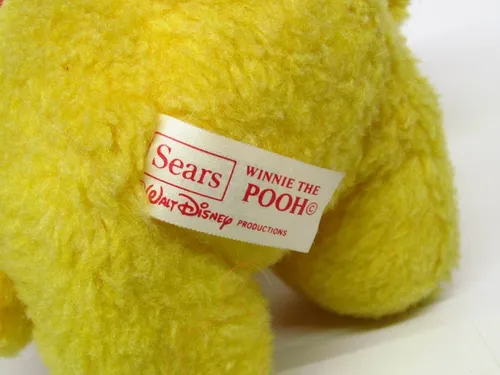 Sears
WINNIE THE
POOH©
WALT DISNEY PRODUCTIONS